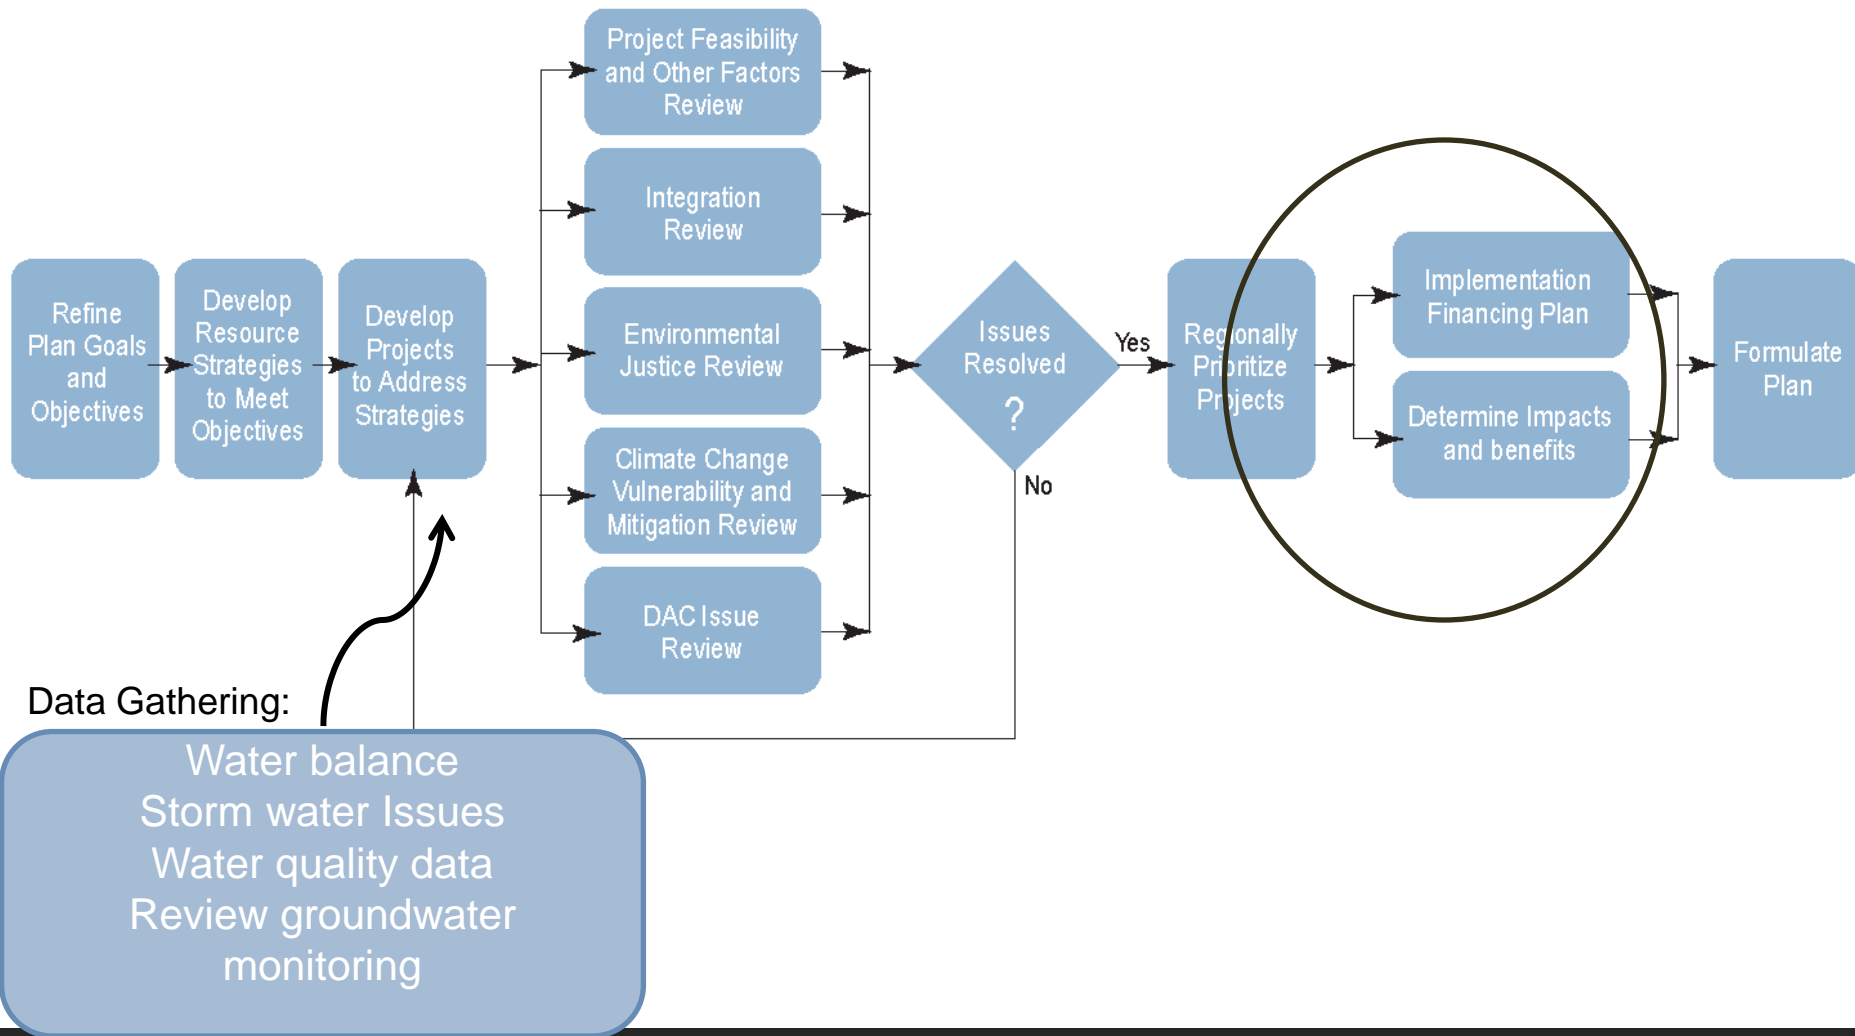 Refine
Plan Goals
and
Objectives
Develop
Resource
Strategies
to Meet
Objectives
Develop
Projects
to Address
Strategies
Project Feasibility
and Other Factors
Review
Integration
Review
Environmental
Justice Review
Climate Change
Vulnerability and
Mitigation Review
DAC Issue
Review
Issues
Resolved
?
Yes
No
Regionally
Prioritize
Projects
Implementation
Financing Plan
Determine Impacts
and benefits
Formulate
Plan
Data Gathering:
Water balance
Storm water Issues
Water quality data
Review groundwater
monitoring